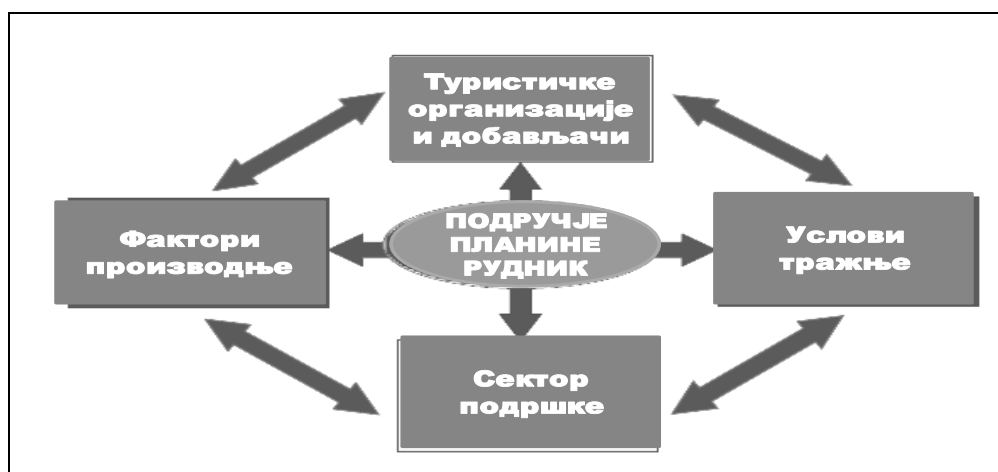 Туристичке
организације
и добављачи
Фактори
производње
ПОДРУЧЈЕ
ПЛАНИНЕ
РУДНИК
Услови
тражње
Сектор
подршке